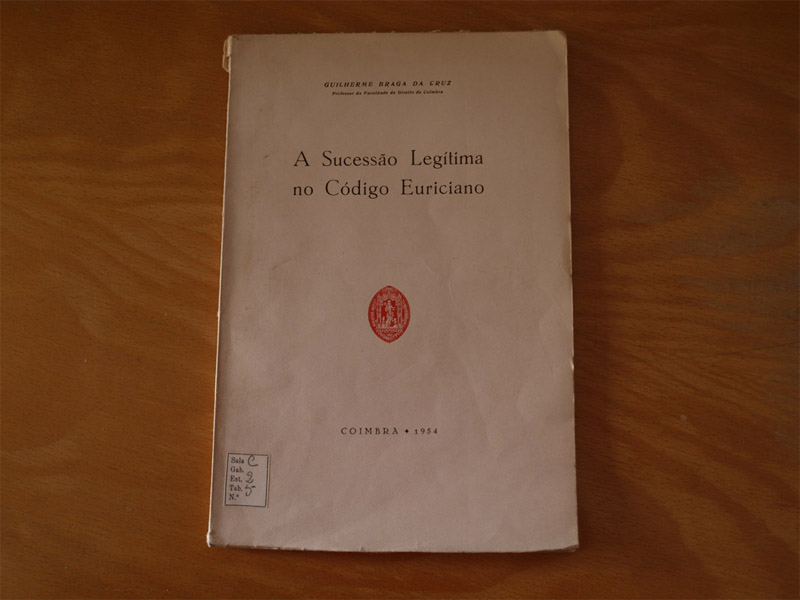 GUILHERME BRAGA DA CRUZ
Professor da Faculdade de Direito de Coimbra
A Sucessão Legítima
no Código Euriciano
COIMBRA • 1954
Sala C
Gab.
Est. 2
Tab. 5
N.º